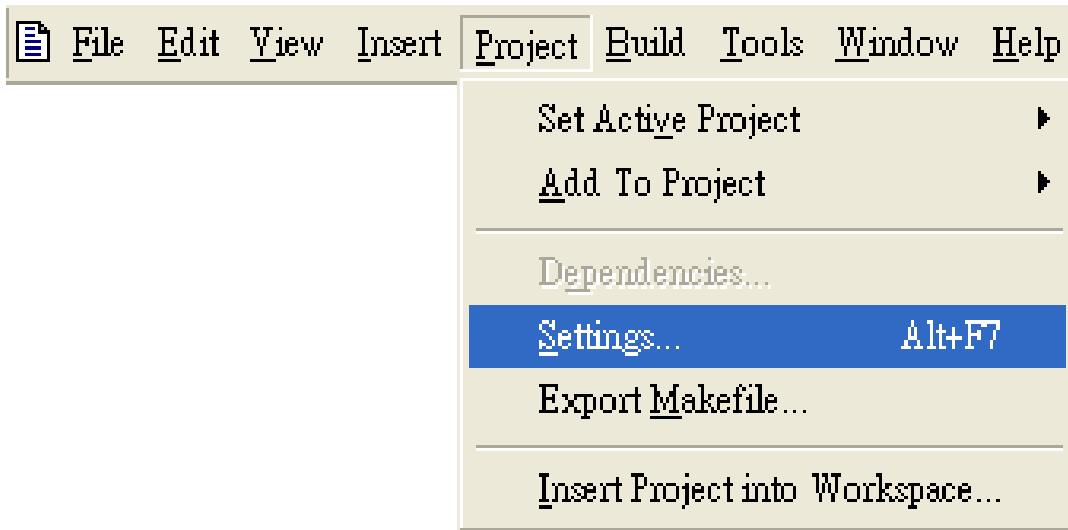 File Edit View Insert Project Build Tools Window Help
Set Active Project
Add To Project
Dependencies...
Settings... Alt+F7
Export Makefile...
Insert Project into Workspace...